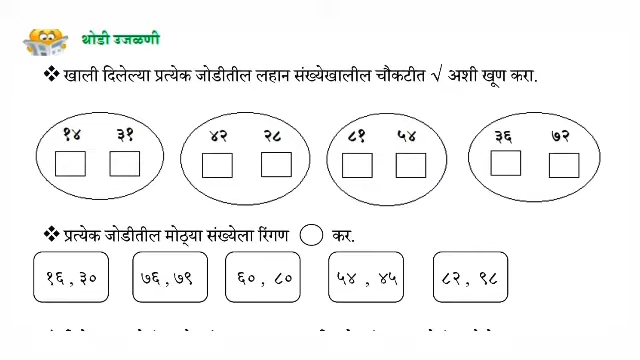 थोडी उजळणी
❖ खाली दिलेल्या प्रत्येक जोडीतील लहान संख्येखालील चौकटीत √ अशी खूण करा.
१४ ३१ ४२ २८ ८१ ५४ ३६ ७२
❖ प्रत्येक जोडीतील मोठ्या संख्येला रिंगण ◯ कर.
१६ , ३० ७६ , ७९ ६० , ८० ५४ , ४५ ८२ , ९८